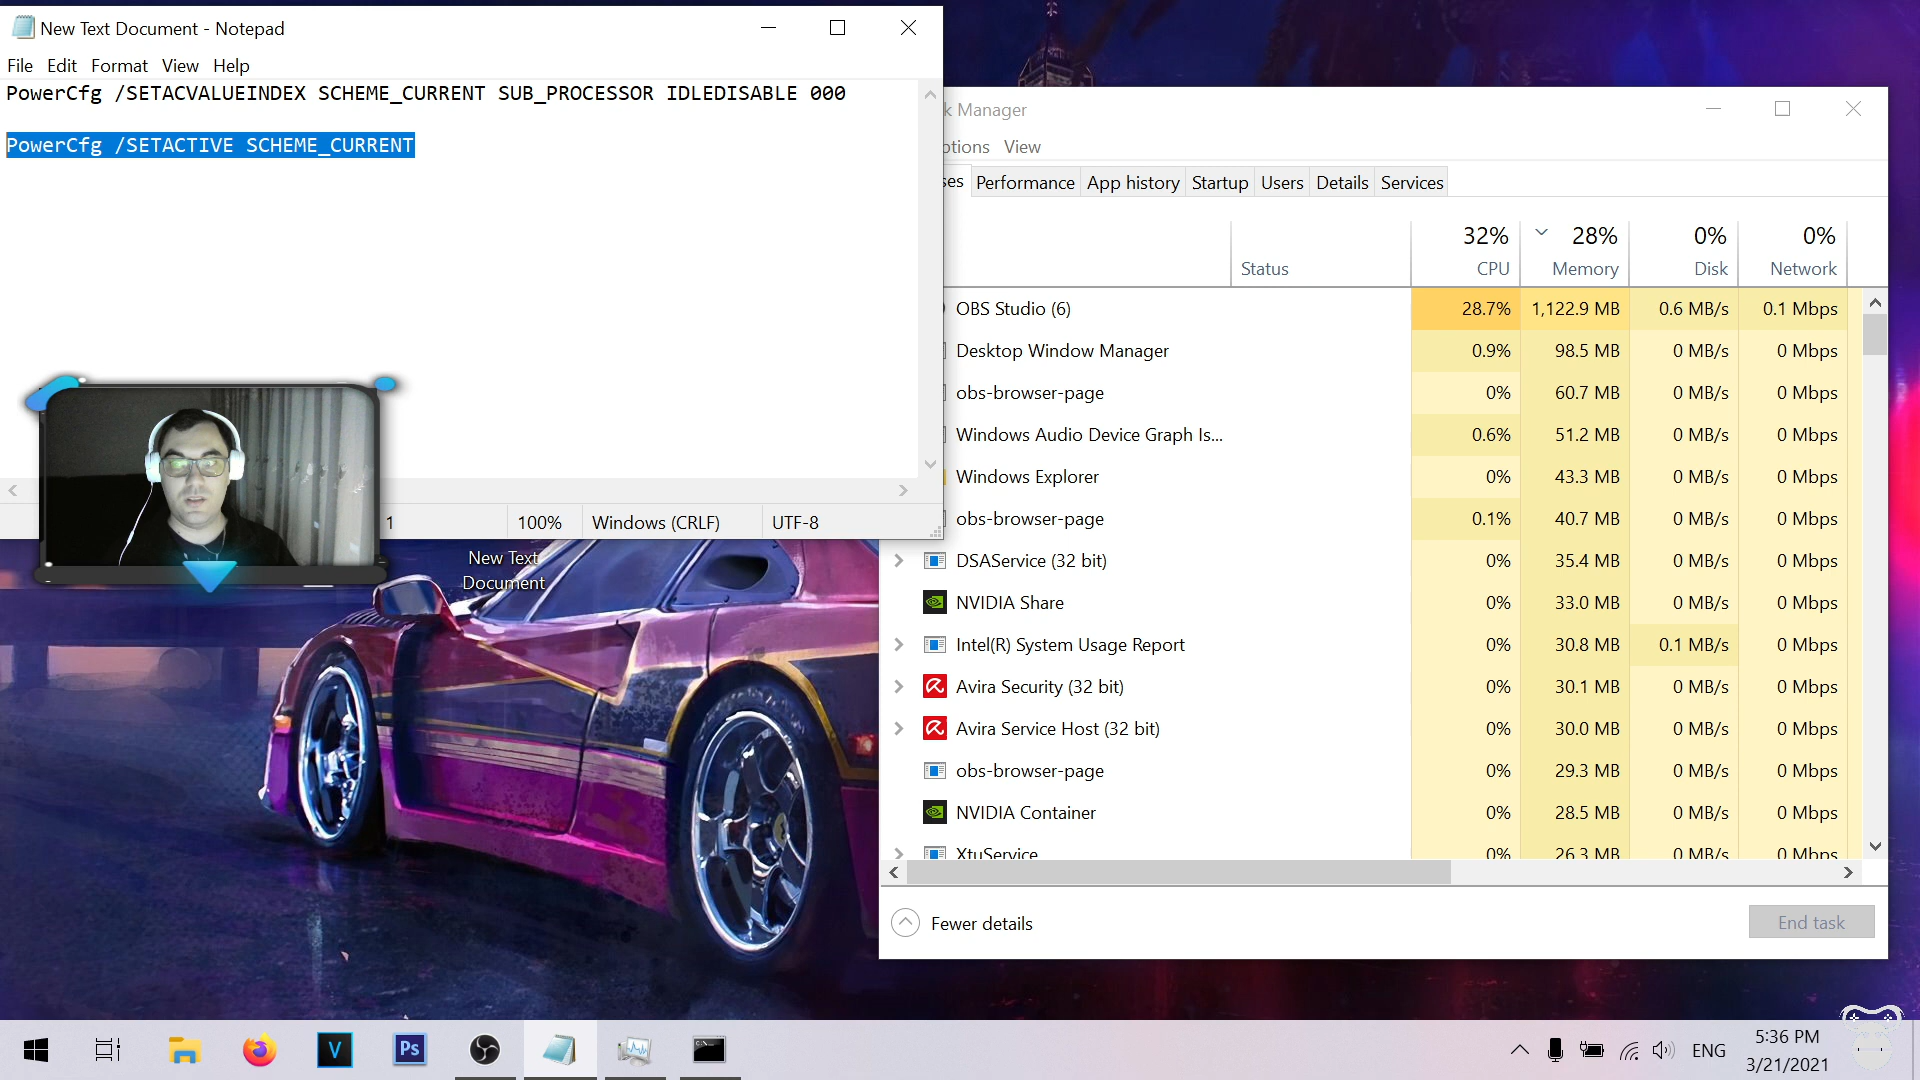 New Text Document - Notepad
File Edit Format View Help
PowerCfg /SETACVALUEINDEX SCHEME_CURRENT SUB_PROCESSOR IDLEDISABLE 000
PowerCfg /SETACTIVE SCHEME_CURRENT
1 100% Windows (CRLF) UTF-8
New Text
Document
k Manager
ptions View
ses Performance App history Startup Users Details Services
32% 28% 0% 0%
Status CPU Memory Disk Network
OBS Studio (6) 28.7% 1,122.9 MB 0.6 MB/s 0.1 Mbps
Desktop Window Manager 0.9% 98.5 MB 0 MB/s 0 Mbps
obs-browser-page 0% 60.7 MB 0 MB/s 0 Mbps
Windows Audio Device Graph Is... 0.6% 51.2 MB 0 MB/s 0 Mbps
Windows Explorer 0% 43.3 MB 0 MB/s 0 Mbps
obs-browser-page 0.1% 40.7 MB 0 MB/s 0 Mbps
DSAService (32 bit) 0% 35.4 MB 0 MB/s 0 Mbps
NVIDIA Share 0% 33.0 MB 0 MB/s 0 Mbps
Intel(R) System Usage Report 0% 30.8 MB 0.1 MB/s 0 Mbps
Avira Security (32 bit) 0% 30.1 MB 0 MB/s 0 Mbps
Avira Service Host (32 bit) 0% 30.0 MB 0 MB/s 0 Mbps
obs-browser-page 0% 29.3 MB 0 MB/s 0 Mbps
NVIDIA Container 0% 28.5 MB 0 MB/s 0 Mbps
XtuService 0% 26.3 MB 0 MB/s 0 Mbps
Fewer details End task
V Ps ENG 5:36 PM
3/21/2021